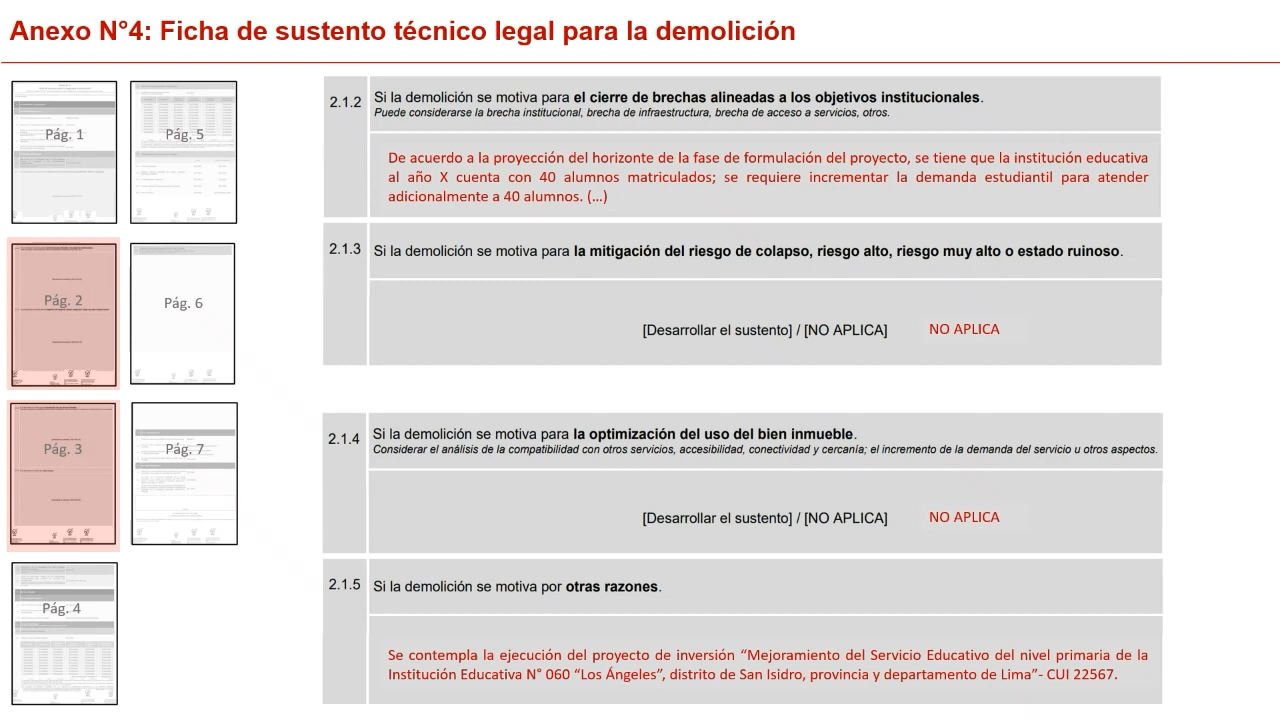 Anexo N°4: Ficha de sustento técnico legal para la demolición
Pág. 1
Pág. 5
Pág. 2
Pág. 6
Pág. 3
Pág. 7
Pág. 4
2.1.2
Si la demolición se motiva para el cierre de brechas alineadas a los objetivos institucionales.
Puede considerarse la brecha institucional, brecha de infraestructura, brecha de acceso a servicios, otros.
De acuerdo a la proyección del horizonte de la fase de formulación del proyecto, se tiene que la institución educativa
al año X cuenta con 40 alumnos matriculados; se requiere incrementar la demanda estudiantil para atender
adicionalmente a 40 alumnos. (…)
2.1.3
Si la demolición se motiva para la mitigación del riesgo de colapso, riesgo alto, riesgo muy alto o estado ruinoso.
[Desarrollar el sustento] / [NO APLICA] NO APLICA
2.1.4
Si la demolición se motiva para la optimización del uso del bien inmueble.
Considerar el análisis de la compatibilidad con otros servicios, accesibilidad, conectividad y cercanía; el incremento de la demanda del servicio u otros aspectos.
[Desarrollar el sustento] / [NO APLICA] NO APLICA
2.1.5
Si la demolición se motiva por otras razones.
Se contempla la ejecución del proyecto de inversión “Mejoramiento del Servicio Educativo del nivel primaria de la
Institución Educativa N° 060 “Los Ángeles”, distrito de San Isidro, provincia y departamento de Lima”- CUI 22567.